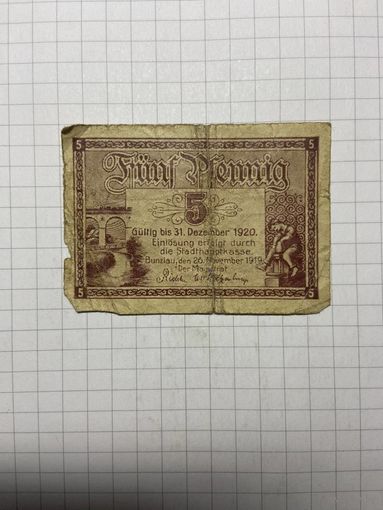 5 5
Fünf Pfennig
5
Gültig bis 31. Dezember 1920.
Einlösung erfolgt durch
die Stadthauptkasse.
Bunzlau, den 26. November 1919.
Der Magistrat
5 5